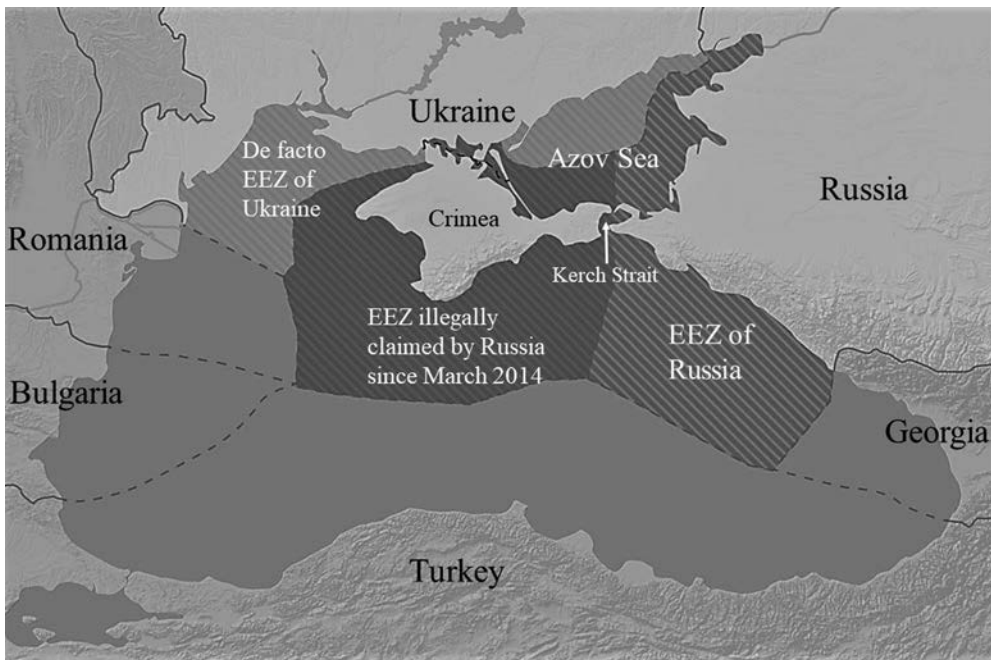 Ukraine
De facto
EEZ of
Ukraine
Azov Sea
Russia
Crimea
Romania
Kerch Strait
EEZ illegally
claimed by Russia
since March 2014
EEZ of
Russia
Bulgaria
Georgia
Turkey